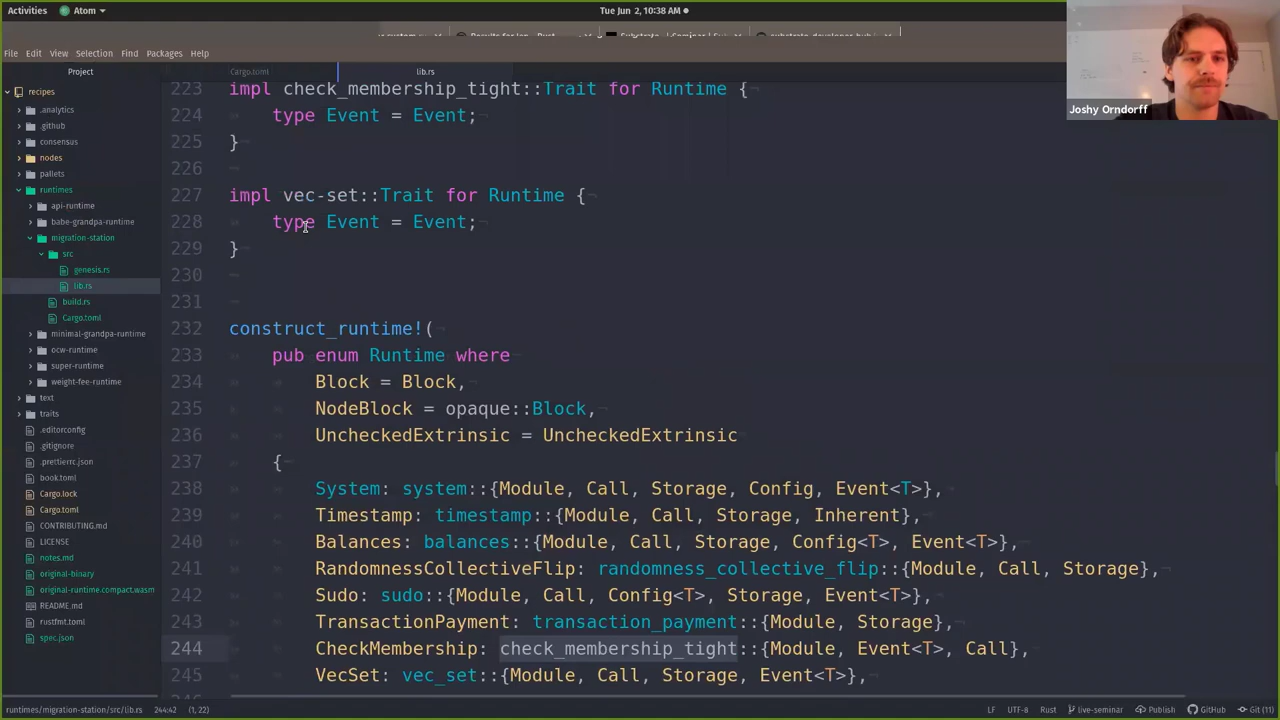 Activities Atom Tue Jun 2, 10:38 AM
File Edit View Selection Find Packages Help
Project Cargo.toml lib.rs
recipes
.analytics
.github
consensus
nodes
pallets
runtimes
api-runtime
babe-grandpa-runtime
migration-station
src
genesis.rs
lib.rs
build.rs
Cargo.toml
minimal-grandpa-runtime
ocw-runtime
super-runtime
weight-fee-runtime
text
traits
.editorconfig
.gitignore
.prettierrc.json
book.toml
Cargo.lock
Cargo.toml
CONTRIBUTING.md
LICENSE
notes.md
original-binary
original-runtime.compact.wasm
README.md
rustfmt.toml
spec.json
223 impl check_membership_tight::Trait for Runtime {
224 type Event = Event;
225 }
226
227 impl vec-set::Trait for Runtime {
228 type Event = Event;
229 }
230
231
232 construct_runtime!(
233 pub enum Runtime where
234 Block = Block,
235 NodeBlock = opaque::Block,
236 UncheckedExtrinsic = UncheckedExtrinsic
237 {
238 System: system::{Module, Call, Storage, Config, Event<T>},
239 Timestamp: timestamp::{Module, Call, Storage, Inherent},
240 Balances: balances::{Module, Call, Storage, Config<T>, Event<T>},
241 RandomnessCollectiveFlip: randomness_collective_flip::{Module, Call, Storage},
242 Sudo: sudo::{Module, Call, Config<T>, Storage, Event<T>},
243 TransactionPayment: transaction_payment::{Module, Storage},
244 CheckMembership: check_membership_tight::{Module, Event<T>, Call},
245 VecSet: vec_set::{Module, Call, Storage, Event<T>},
Joshy Orndorff
runtimes/migration-station/src/lib.rs 244:42 (1, 22) LF UTF-8 Rust live-seminar Publish GitHub Git (11)